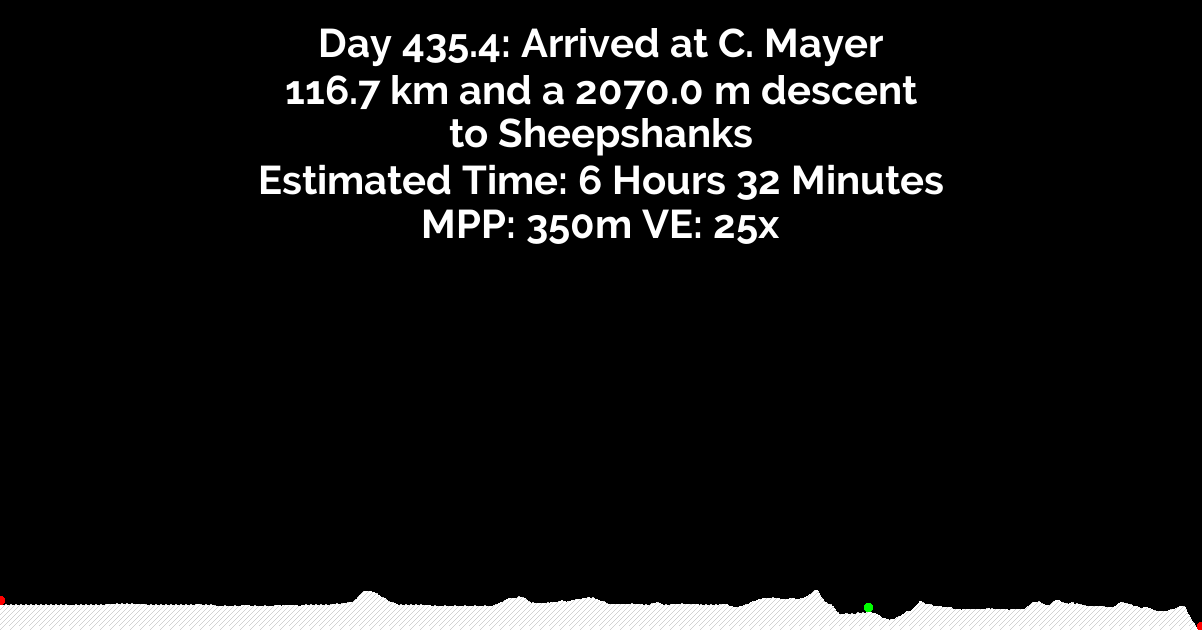 Day 435.4: Arrived at C. Mayer
116.7 km and a 2070.0 m descent
to Sheepshanks
Estimated Time: 6 Hours 32 Minutes
MPP: 350m VE: 25x